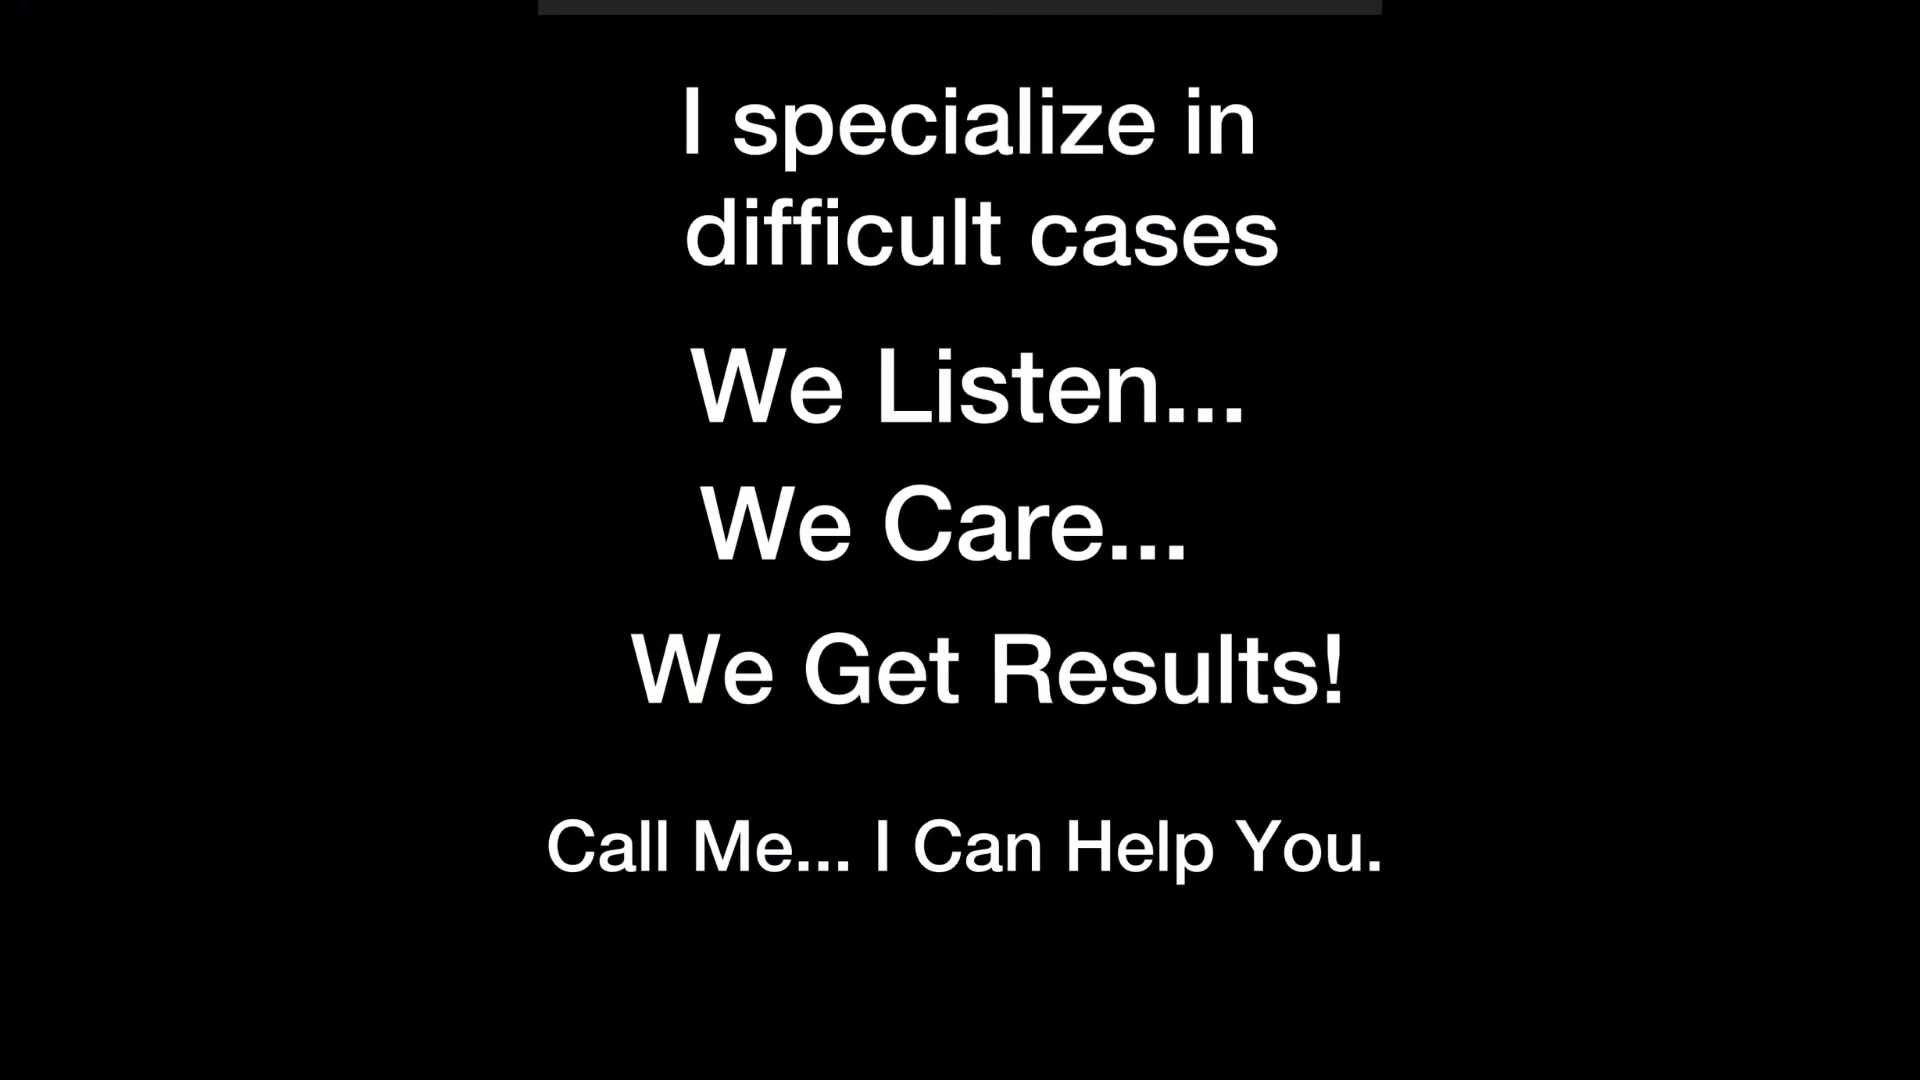 I specialize in
difficult cases
We Listen...
We Care...
We Get Results!
Call Me... I Can Help You.